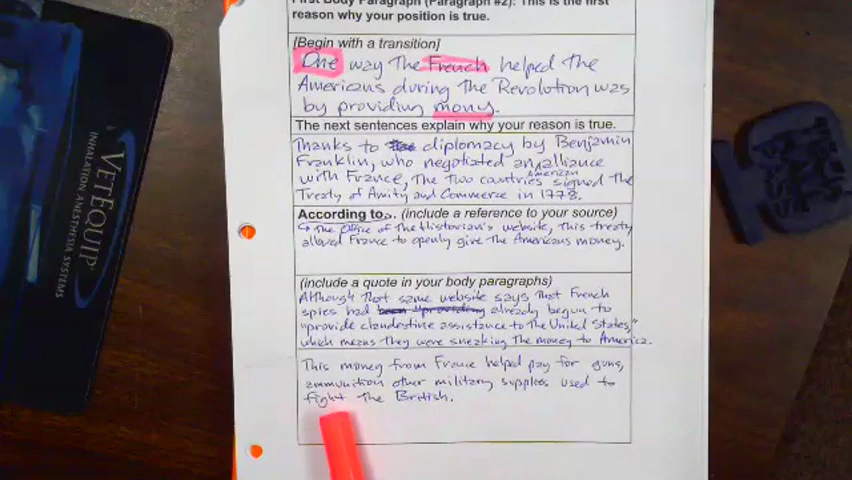 First Body Paragraph (Paragraph #2): This is the first
reason why your position is true.
[Begin with a transition]
One way the French helped the
Americans during the Revolution was
by providing money.
The next sentences explain why your reason is true.
Thanks to diplomacy by Benjamin
Franklin, who negotiated an American alliance
with France, the two countries signed the
Treaty of Amity and Commerce in 1778.
According to... (include a reference to your source)
↳ The Office of the Historian's website, this treaty
allowed France to openly give the Americans money.
(include a quote in your body paragraphs)
Although that same website says that French
spies had been "providing already begun to
"provide clandestine assistance to the United States,"
which means they were sneaking the money to America.
This money from France helped pay for guns,
ammunition other military supplies used to
fight the British.
VETEQUIP
INHALATION ANESTHESIA SYSTEMS